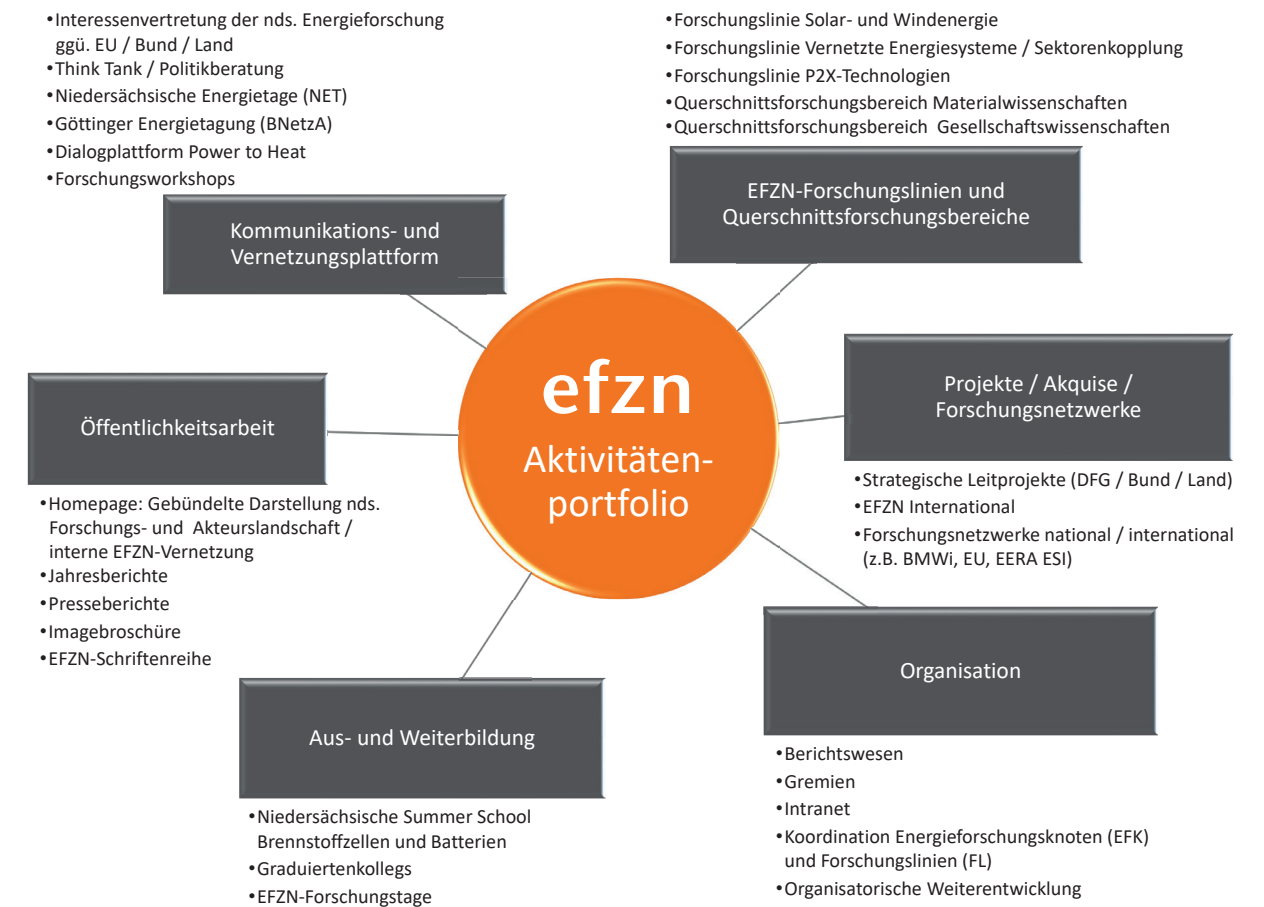 •Interessenvertretung der nds. Energieforschung
ggü. EU / Bund / Land
•Think Tank / Politikberatung
•Niedersächsische Energietage (NET)
•Göttinger Energietagung (BNetzA)
•Dialogplattform Power to Heat
•Forschungsworkshops
Kommunikations- und
Vernetzungsplattform
•Forschungslinie Solar- und Windenergie
•Forschungslinie Vernetzte Energiesysteme / Sektorenkopplung
•Forschungslinie P2X-Technologien
•Querschnittsforschungsbereich Materialwissenschaften
•Querschnittsforschungsbereich Gesellschaftswissenschaften
EFZN-Forschungslinien und
Querschnittsforschungsbereiche
efzn
Aktivitäten-
portfolio
Öffentlichkeitsarbeit
•Homepage: Gebündelte Darstellung nds.
Forschungs- und Akteurslandschaft /
interne EFZN-Vernetzung
•Jahresberichte
•Presseberichte
•Imagebroschüre
•EFZN-Schriftenreihe
Projekte / Akquise /
Forschungsnetzwerke
•Strategische Leitprojekte (DFG / Bund / Land)
•EFZN International
•Forschungsnetzwerke national / international
(z.B. BMWi, EU, EERA ESI)
Aus- und Weiterbildung
•Niedersächsische Summer School
Brennstoffzellen und Batterien
•Graduiertenkollegs
•EFZN-Forschungstage
Organisation
•Berichtswesen
•Gremien
•Intranet
•Koordination Energieforschungsknoten (EFK)
und Forschungslinien (FL)
•Organisatorische Weiterentwicklung